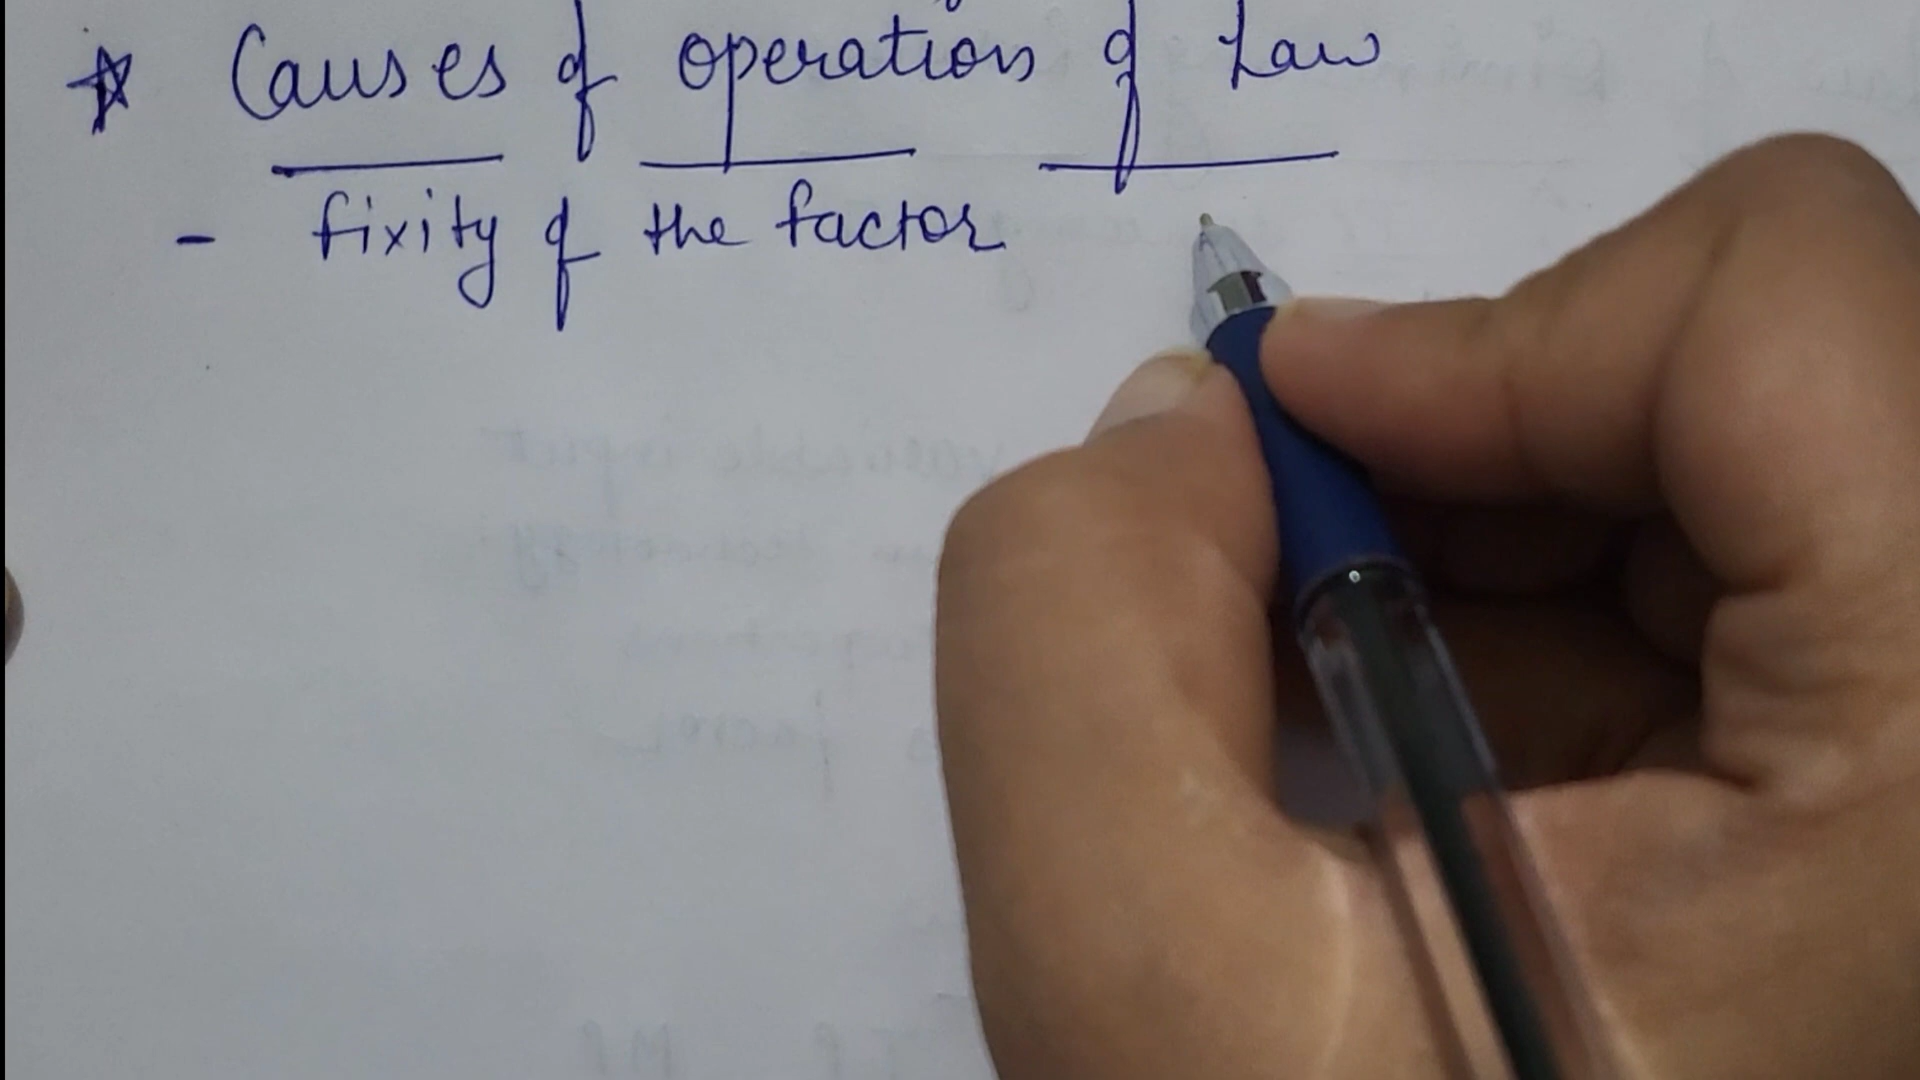 Causes of operation of Law
- fixity of the factor